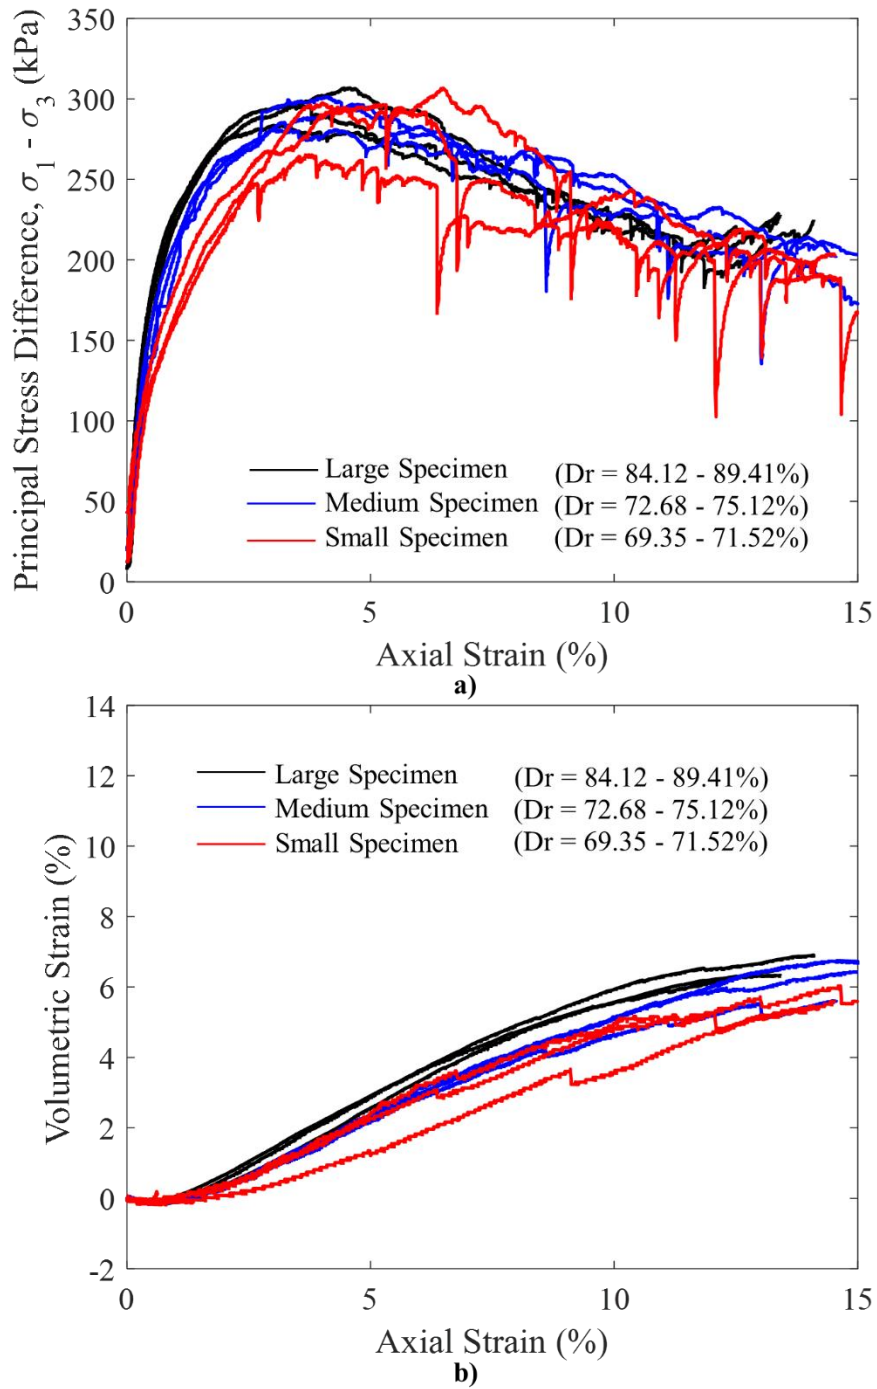 350
300
250
200
150
100
50
0
Principal Stress Difference, σ1 - σ3 (kPa)
Large Specimen (Dr = 84.12 - 89.41%)
Medium Specimen (Dr = 72.68 - 75.12%)
Small Specimen (Dr = 69.35 - 71.52%)
0 5 10 15
Axial Strain (%)
a)
14
12
10
8
6
4
2
0
-2
Volumetric Strain (%)
Large Specimen (Dr = 84.12 - 89.41%)
Medium Specimen (Dr = 72.68 - 75.12%)
Small Specimen (Dr = 69.35 - 71.52%)
0 5 10 15
Axial Strain (%)
b)